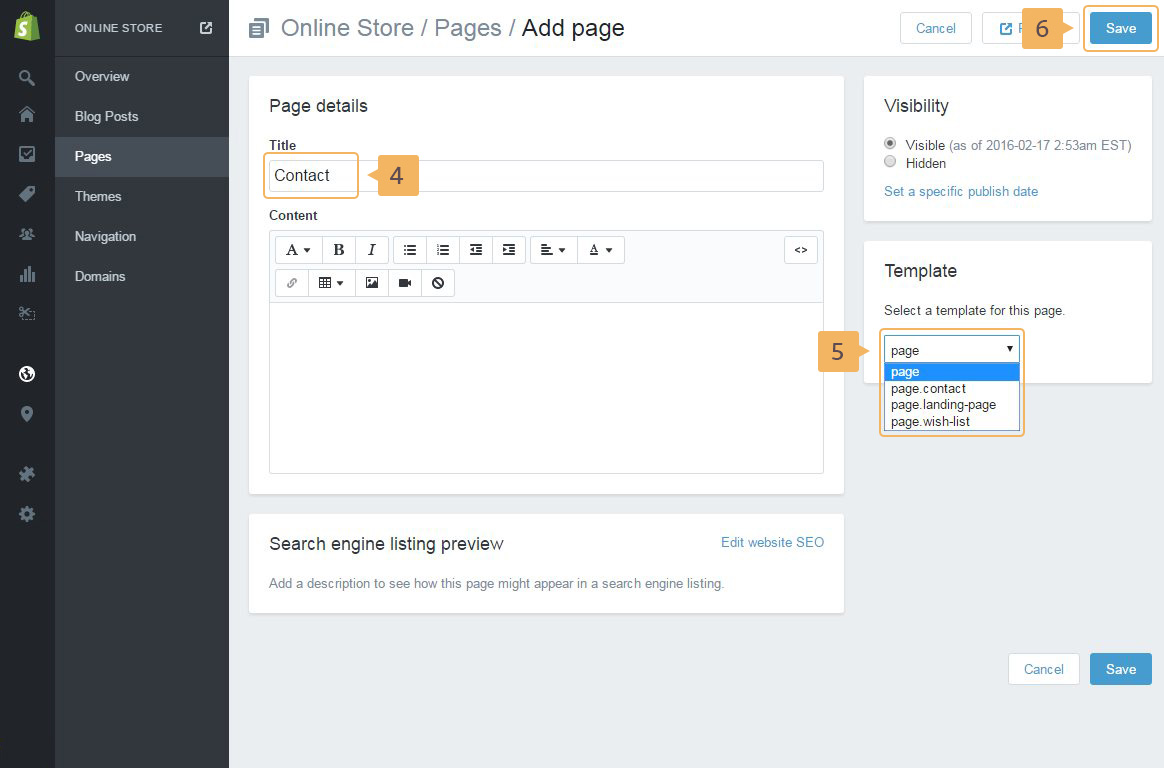 ONLINE STORE
Overview
Blog Posts
Pages
Themes
Navigation
Domains
Online Store / Pages / Add page
Cancel
6
Save
Page details
Title
Contact
4
Content
A
B
I
A
<>
Search engine listing preview
Edit website SEO
Add a description to see how this page might appear in a search engine listing.
Visibility
Visible (as of 2016-02-17 2:53am EST)
Hidden
Set a specific publish date
Template
Select a template for this page.
5
page
page
page.contact
page.landing-page
page.wish-list
Cancel
Save